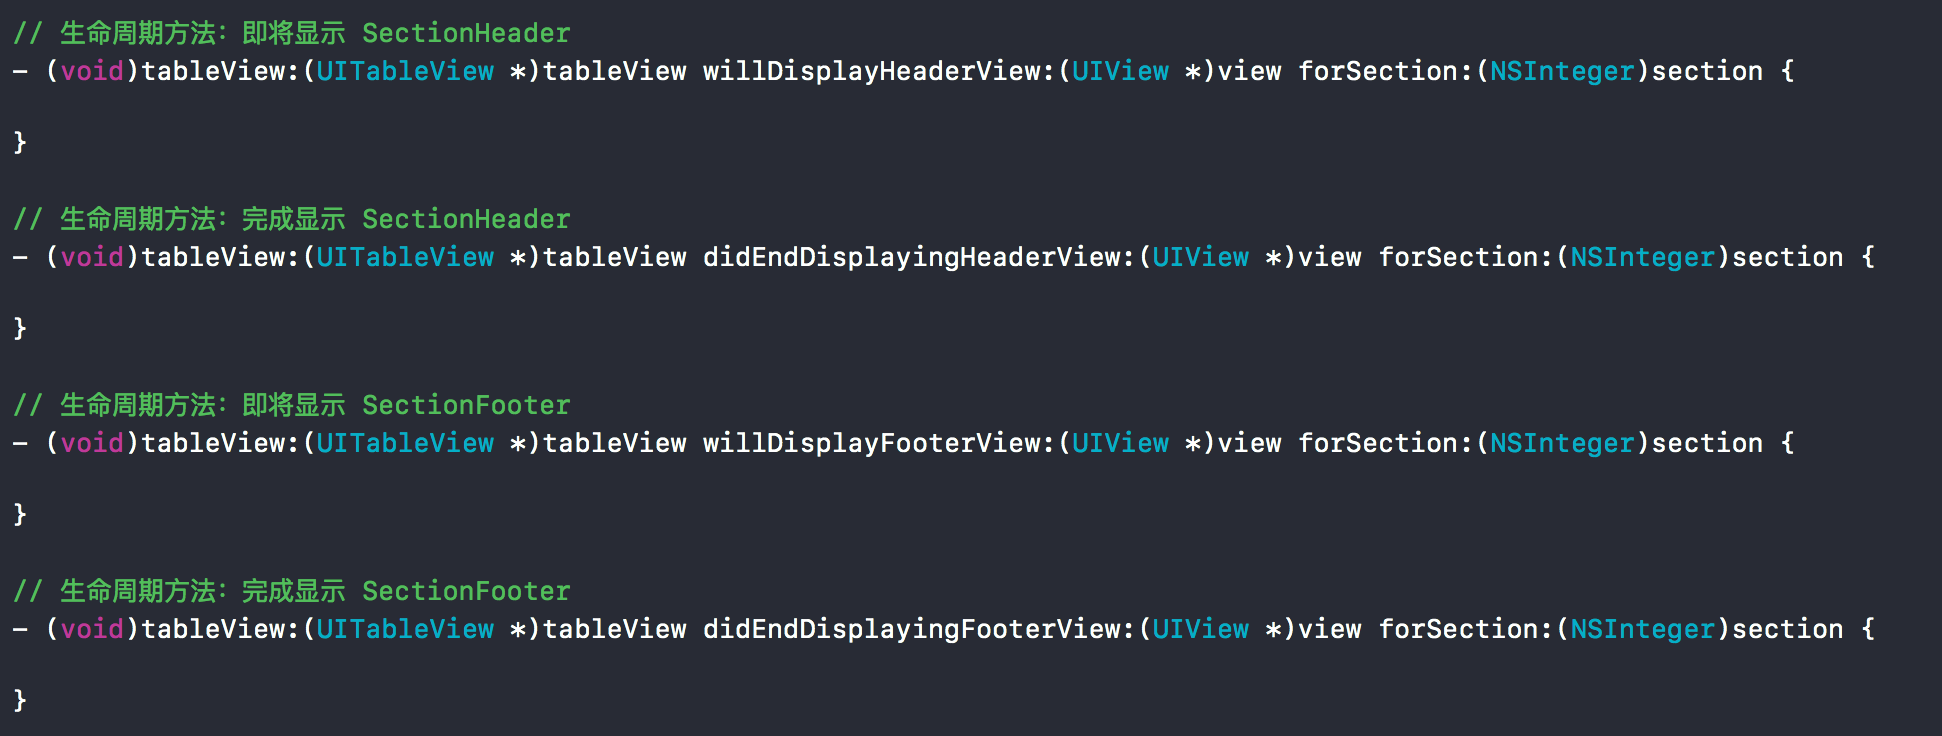 // 生命周期方法：即将显示 SectionHeader
- (void)tableView:(UITableView *)tableView willDisplayHeaderView:(UIView *)view forSection:(NSInteger)section {
}
// 生命周期方法：完成显示 SectionHeader
- (void)tableView:(UITableView *)tableView didEndDisplayingHeaderView:(UIView *)view forSection:(NSInteger)section {
}
// 生命周期方法：即将显示 SectionFooter
- (void)tableView:(UITableView *)tableView willDisplayFooterView:(UIView *)view forSection:(NSInteger)section {
}
// 生命周期方法：完成显示 SectionFooter
- (void)tableView:(UITableView *)tableView didEndDisplayingFooterView:(UIView *)view forSection:(NSInteger)section {
}